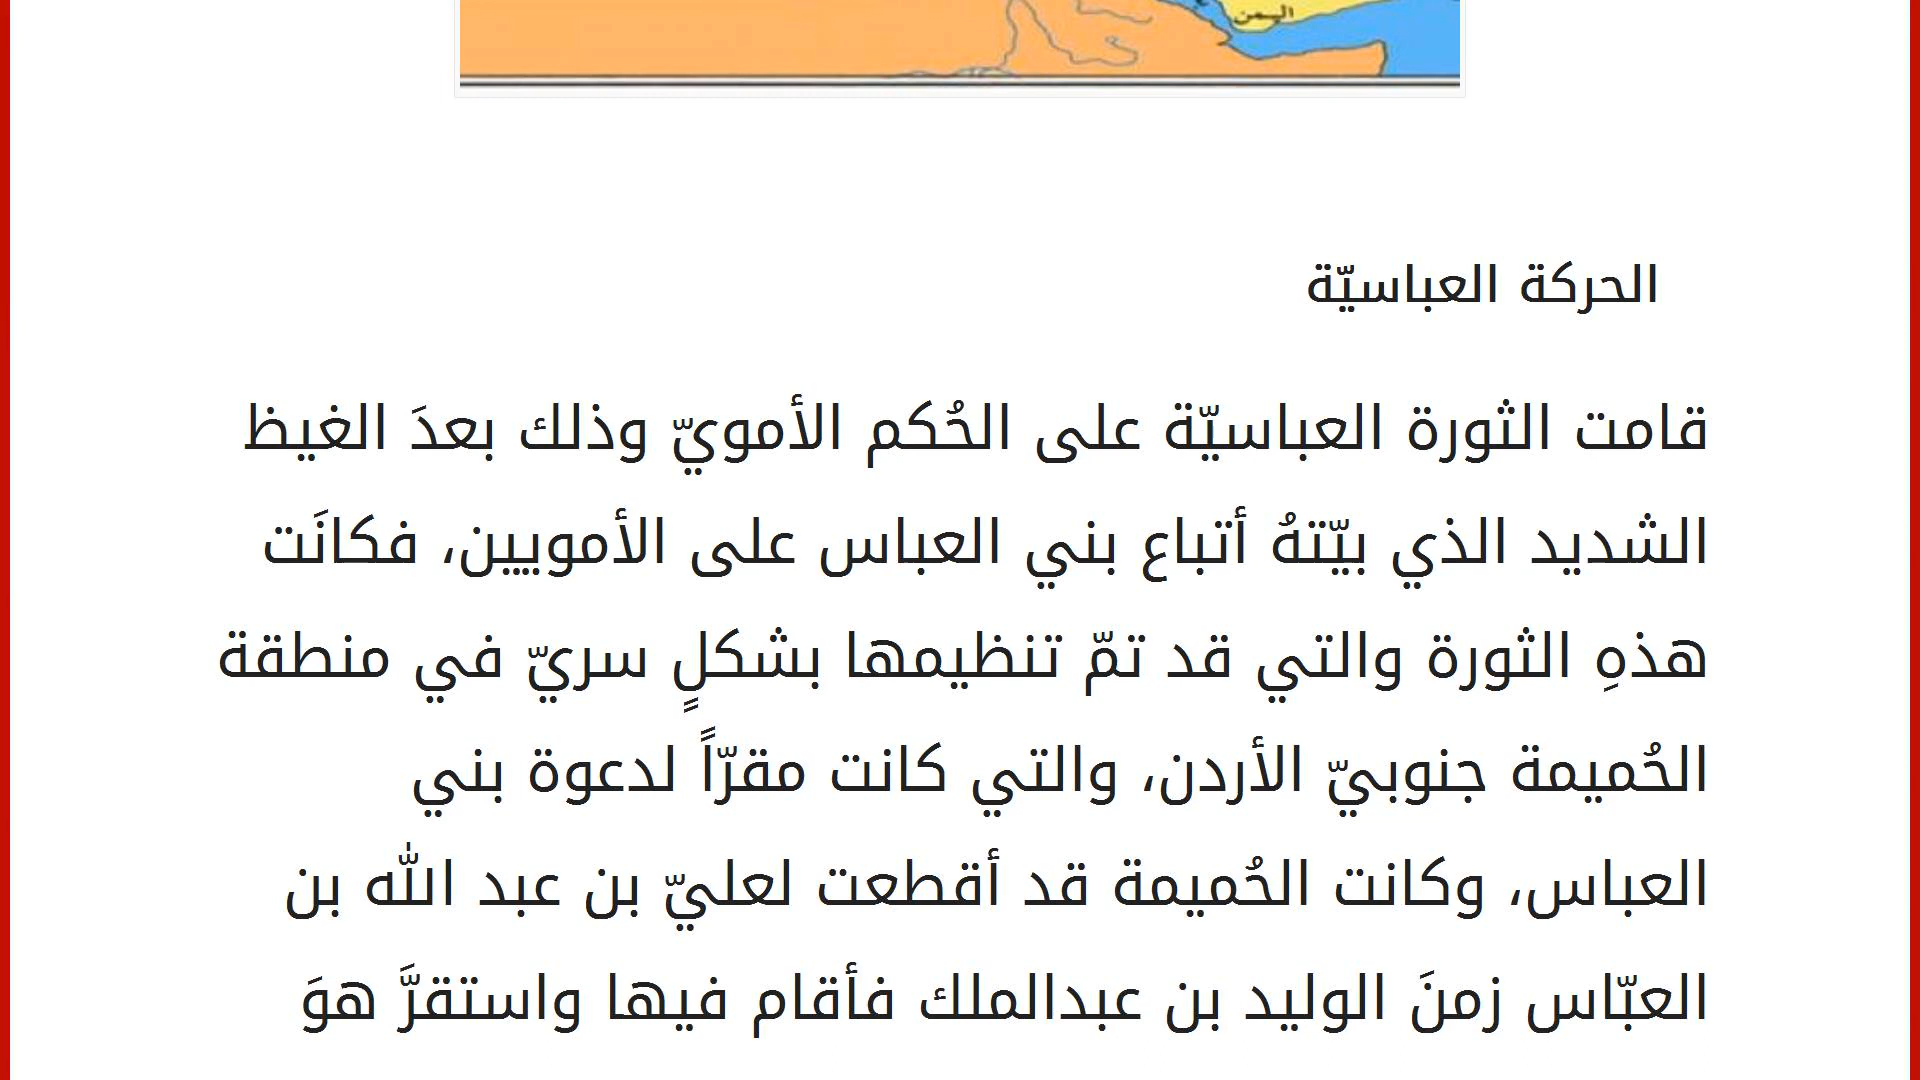 اليمن
الحركة العباسيّة
قامت الثورة العباسيّة على الحُكم الأمويّ وذلك بعدَ الغيظ
الشديد الذي بيّتهُ أتباع بني العباس على الأمويين، فكانَت
هذهِ الثورة والتي قد تمّ تنظيمها بشكلٍ سريّ في منطقة
الحُميمة جنوبيّ الأردن، والتي كانت مقرّاً لدعوة بني
العباس، وكانت الحُميمة قد أقطعت لعليّ بن عبد الله بن
العبّاس زمنَ الوليد بن عبدالملك فأقام فيها واستقرَّ هوَ